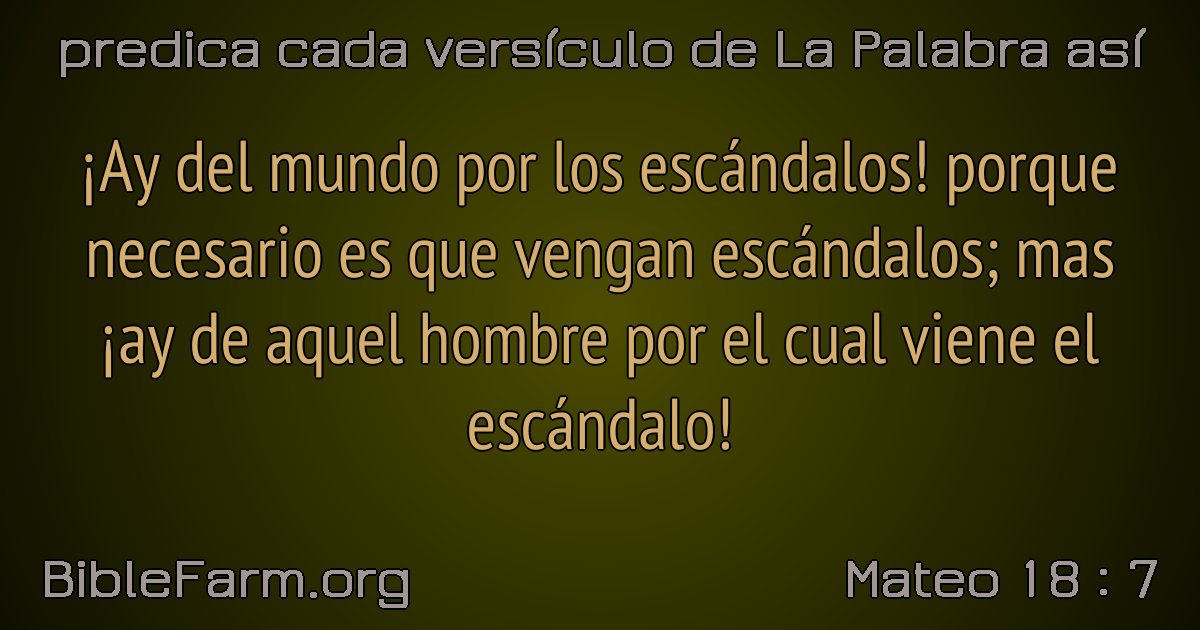 predica cada versículo de La Palabra así
¡Ay del mundo por los escándalos! porque
necesario es que vengan escándalos; mas
¡ay de aquel hombre por el cual viene el
escándalo!
BibleFarm.org
Mateo 18 : 7